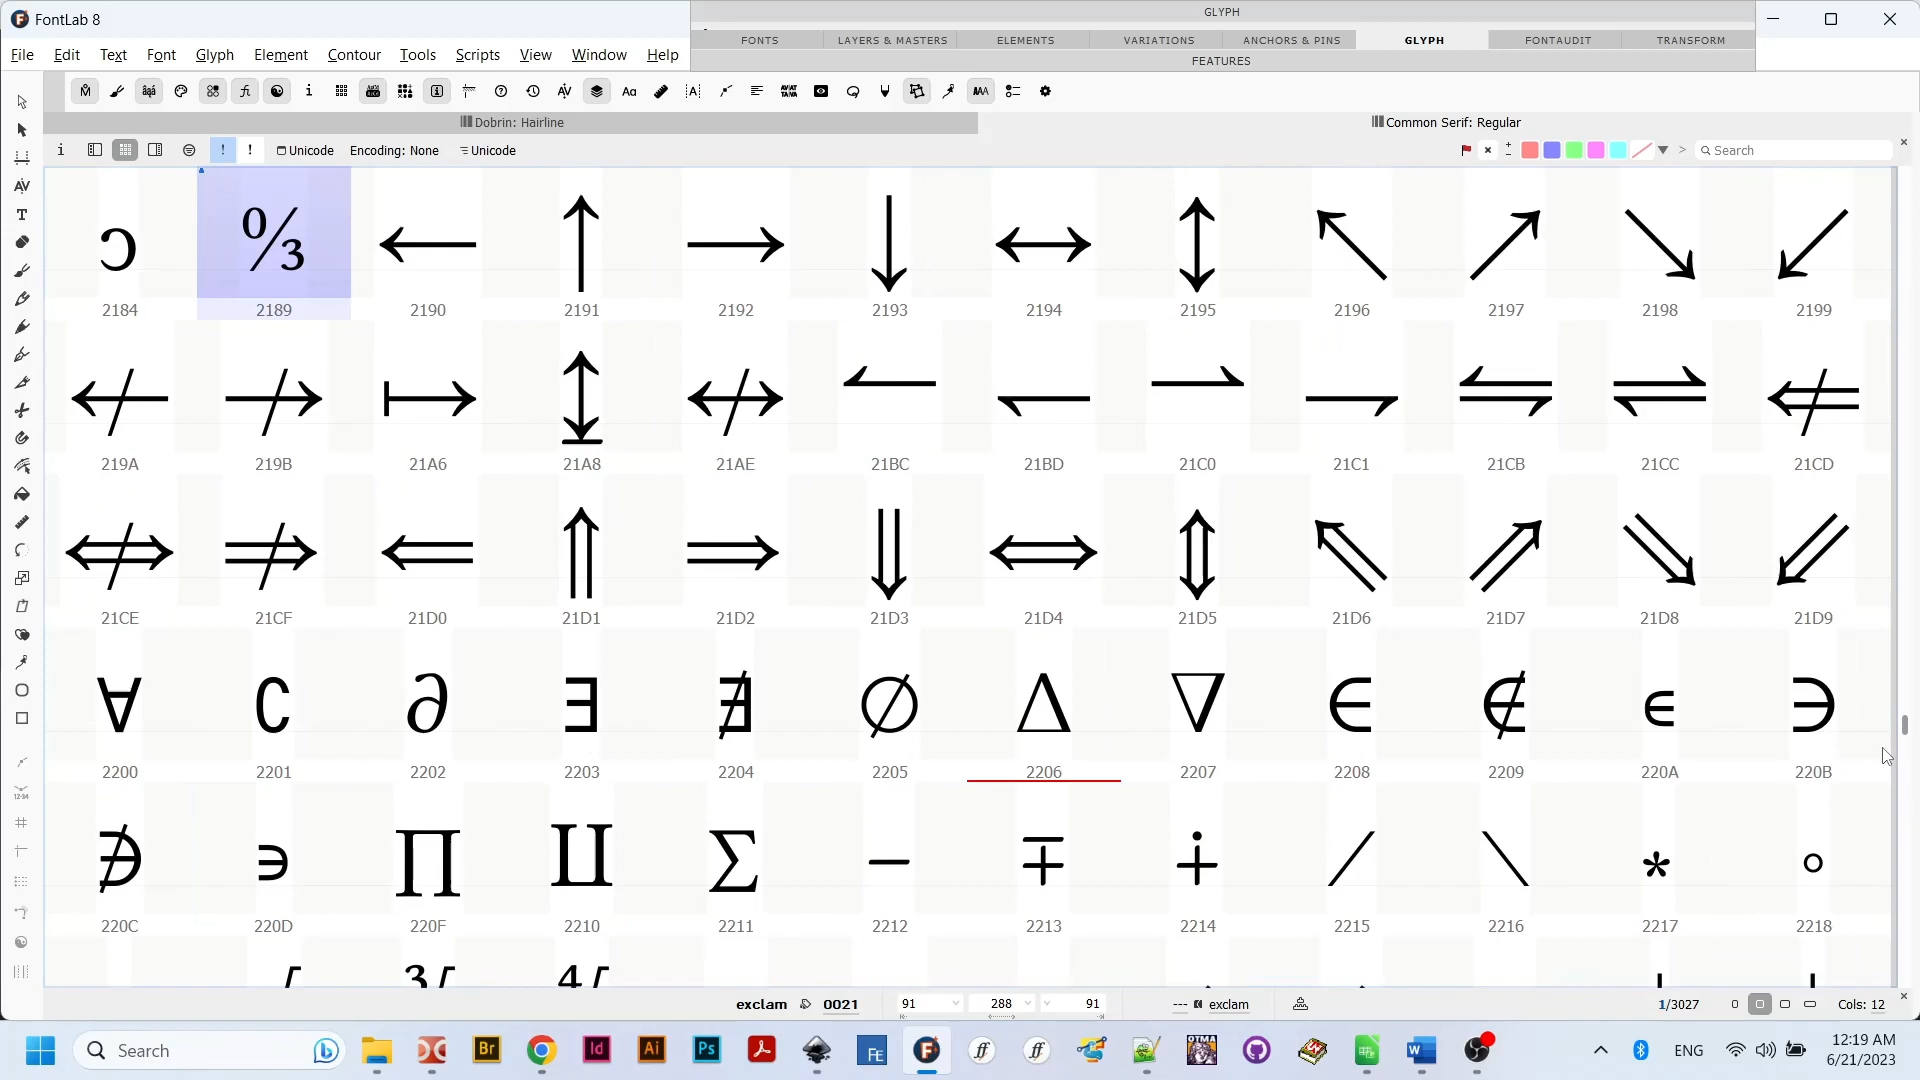 FontLab 8
GLYPH
FONTS LAYERS & MASTERS ELEMENTS VARIATIONS ANCHORS & PINS GLYPH FONTAUDIT TRANSFORM
File Edit Text Font Glyph Element Contour Tools Scripts View Window Help
FEATURES
Dobrin: Hairline Common Serif: Regular
Unicode Encoding: None Unicode Search
ↄ ↉ ← ↑ → ↓ ↔ ↕ ↖ ↗ ↘ ↙
2184 2189 2190 2191 2192 2193 2194 2195 2196 2197 2198 2199
↚ ↛ ↦ ↨ ↮ ↼ ↽ ⇀ ⇁ ⇋ ⇌ ⇍
219A 219B 21A6 21A8 21AE 21BC 21BD 21C0 21C1 21CB 21CC 21CD
⇎ ⇏ ⇐ ⇑ ⇒ ⇓ ⇔ ⇕ ⇖ ⇗ ⇘ ⇙
21CE 21CF 21D0 21D1 21D2 21D3 21D4 21D5 21D6 21D7 21D8 21D9
∀ ∁ ∂ ∃ ∄ ∅ ∆ ∇ ∈ ∉ ∊ ∋
2200 2201 2202 2203 2204 2205 2206 2207 2208 2209 220A 220B
∌ ∍ ∏ ∐ ∑ − ∓ ∔ ∕ ∖ ∗ ∘
220C 220D 220F 2210 2211 2212 2213 2214 2215 2216 2217 2218
exclam 0021 91 288 91 --- exclam 1/3027 Cols: 12
Search ENG 12:19 AM
6/21/2023